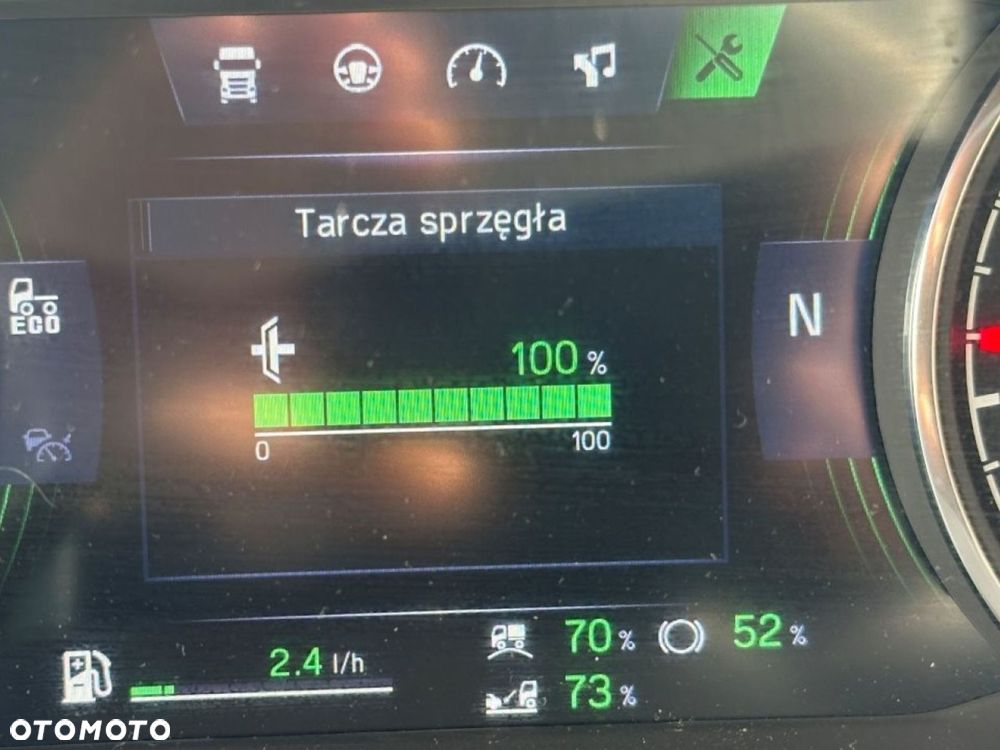 Tarcza sprzęgła
ECO
N
100 %
0 100
2.4 l/h
70 %
52 %
73 %
OTOMOTO